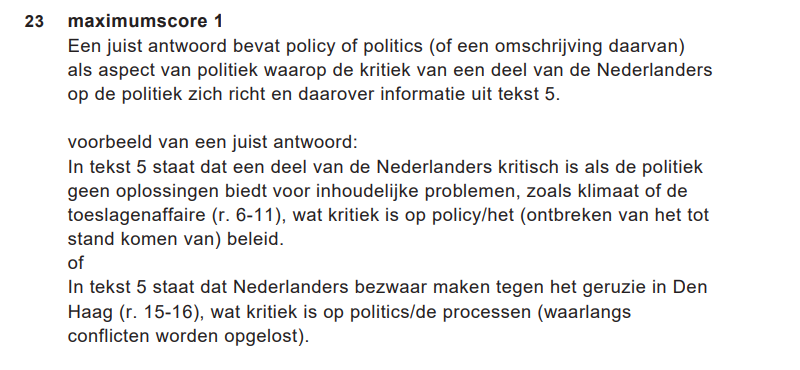 23 maximumscore 1
Een juist antwoord bevat policy of politics (of een omschrijving daarvan)
als aspect van politiek waarop de kritiek van een deel van de Nederlanders
op de politiek zich richt en daarover informatie uit tekst 5.
voorbeeld van een juist antwoord:
In tekst 5 staat dat een deel van de Nederlanders kritisch is als de politiek
geen oplossingen biedt voor inhoudelijke problemen, zoals klimaat of de
toeslagenaffaire (r. 6-11), wat kritiek is op policy/het (ontbreken van het tot
stand komen van) beleid.
of
In tekst 5 staat dat Nederlanders bezwaar maken tegen het geruzie in Den
Haag (r. 15-16), wat kritiek is op politics/de processen (waarlangs
conflicten worden opgelost).